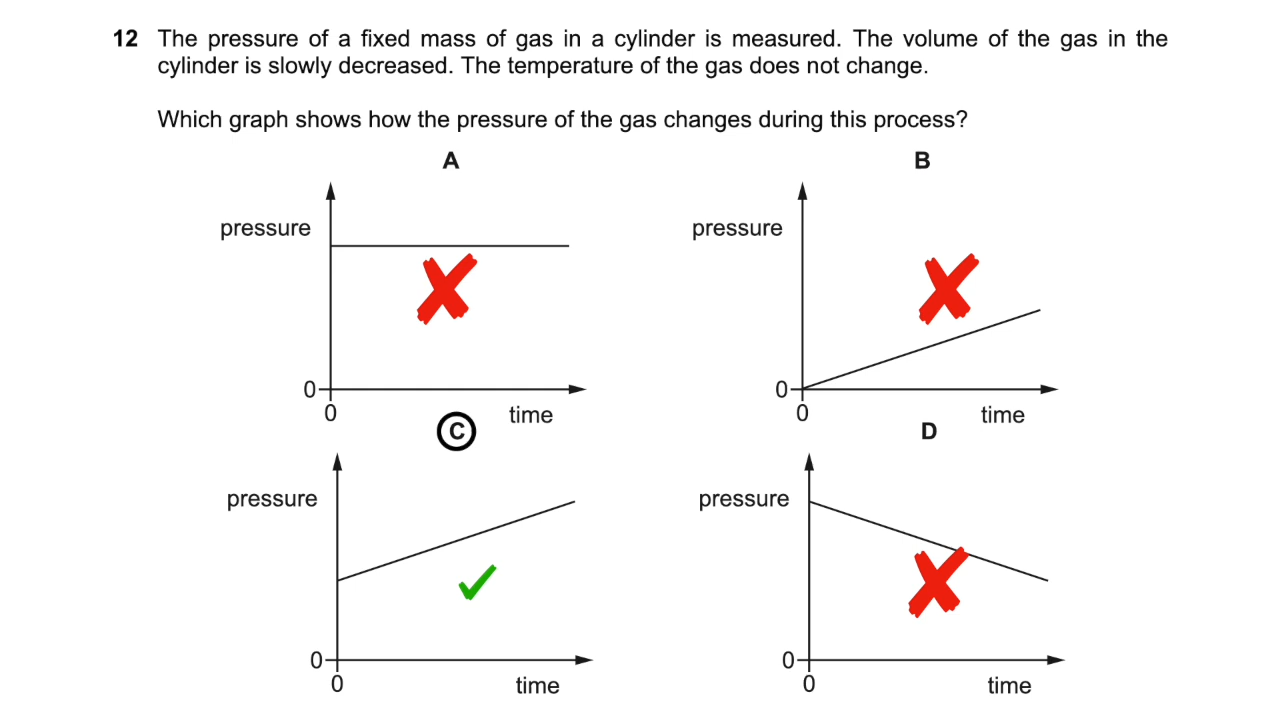 12 The pressure of a fixed mass of gas in a cylinder is measured. The volume of the gas in the
cylinder is slowly decreased. The temperature of the gas does not change.
Which graph shows how the pressure of the gas changes during this process?
A
B
pressure
pressure
0
0
0
time
0
time
C
D
pressure
pressure
0
0
0
time
0
time